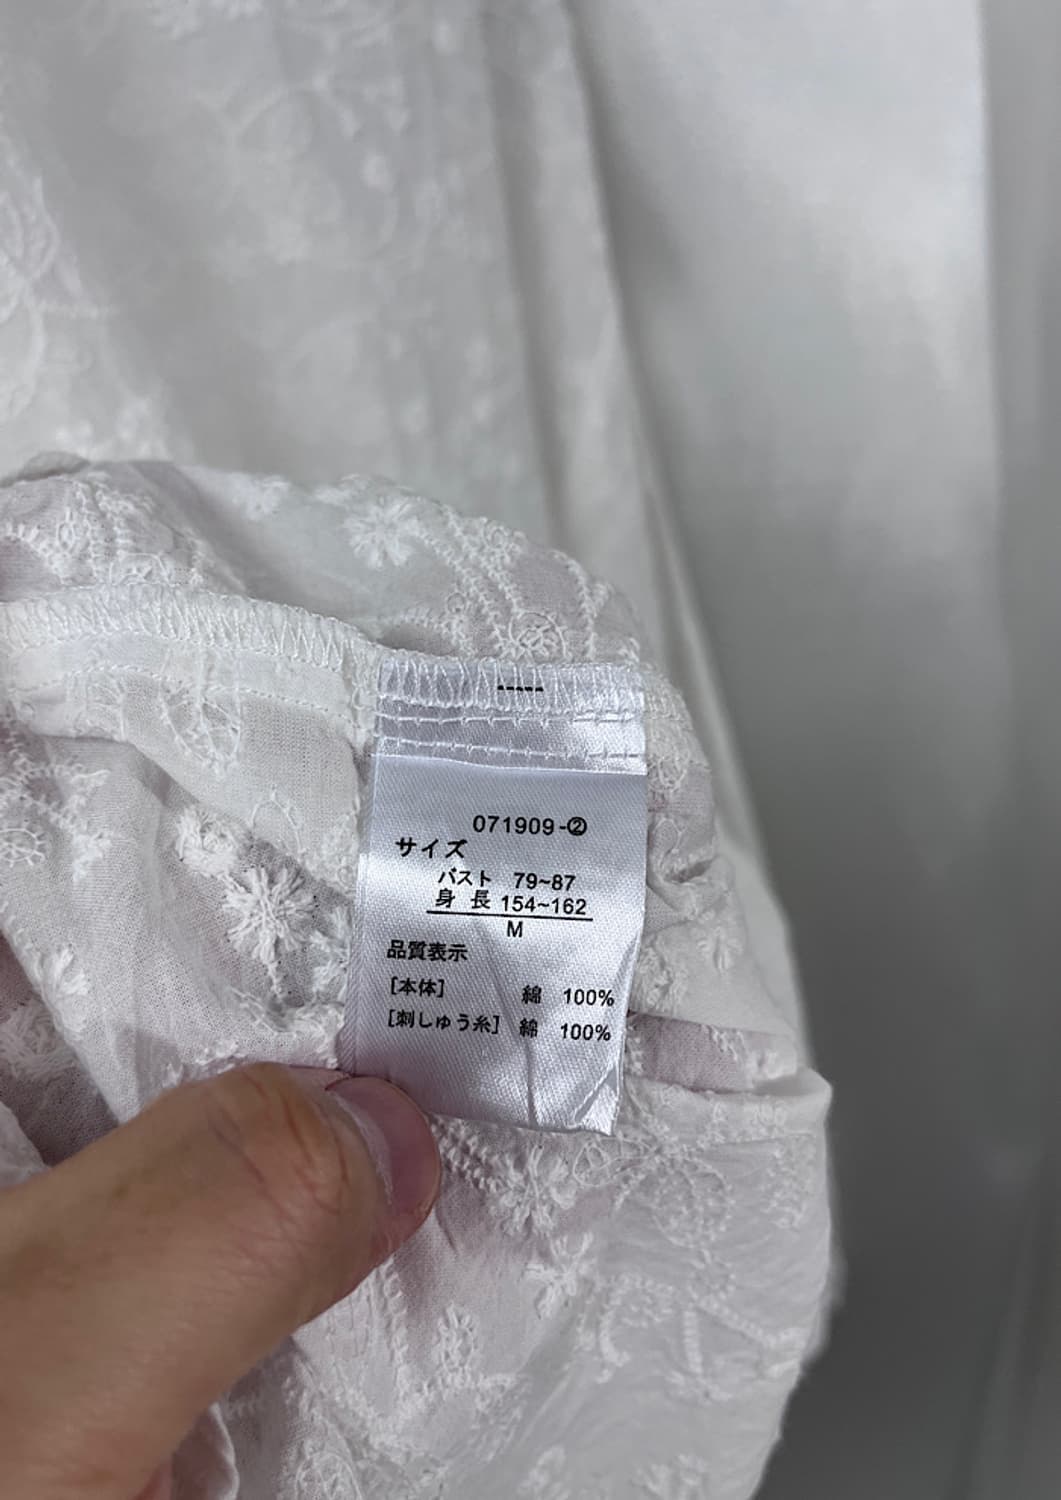 071909-②
サイズ
バスト 79~87
身 長 154~162
M
品質表示
[本体] 綿 100%
[刺しゅう糸] 綿 100%